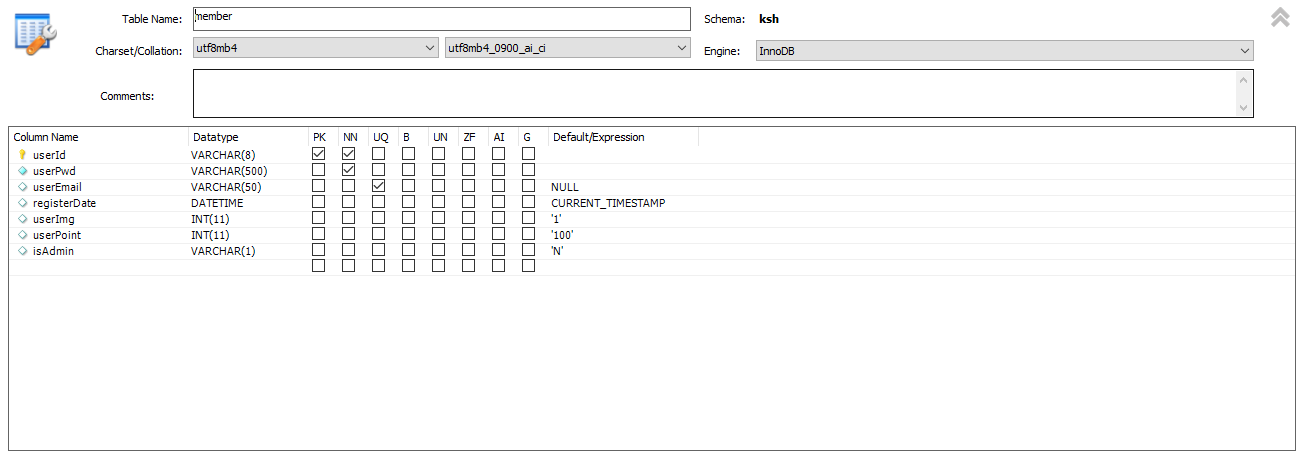 Table Name: member Schema: ksh
Charset/Collation: utf8mb4 utf8mb4_0900_ai_ci Engine: InnoDB
Comments:
Column Name Datatype PK NN UQ B UN ZF AI G Default/Expression
userId VARCHAR(8)
userPwd VARCHAR(500)
userEmail VARCHAR(50) NULL
registerDate DATETIME CURRENT_TIMESTAMP
userImg INT(11) '1'
userPoint INT(11) '100'
isAdmin VARCHAR(1) 'N'